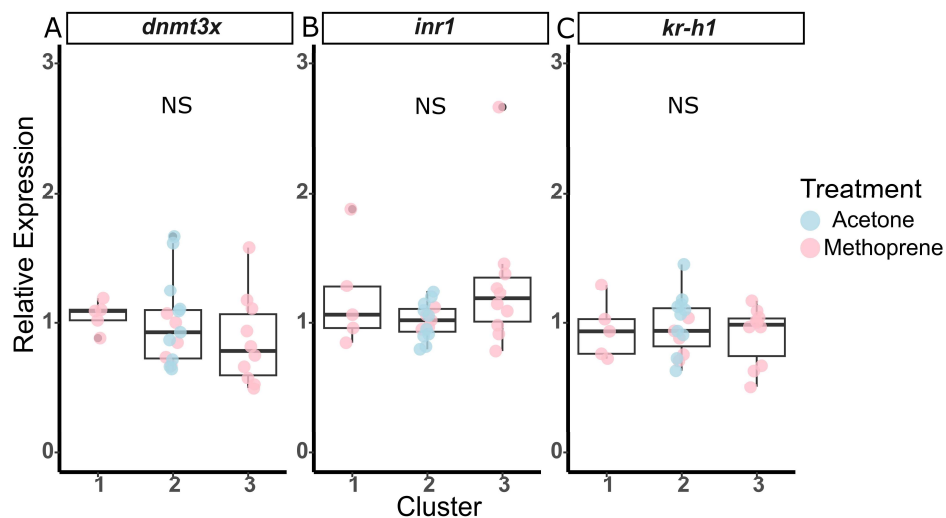 A dnmt3x B inr1 C kr-h1
NS NS NS
Relative Expression
3 3 3
2 2 2
1 1 1
0 0 0
1 2 3 1 2 3 1 2 3
Cluster
Treatment
Acetone
Methoprene